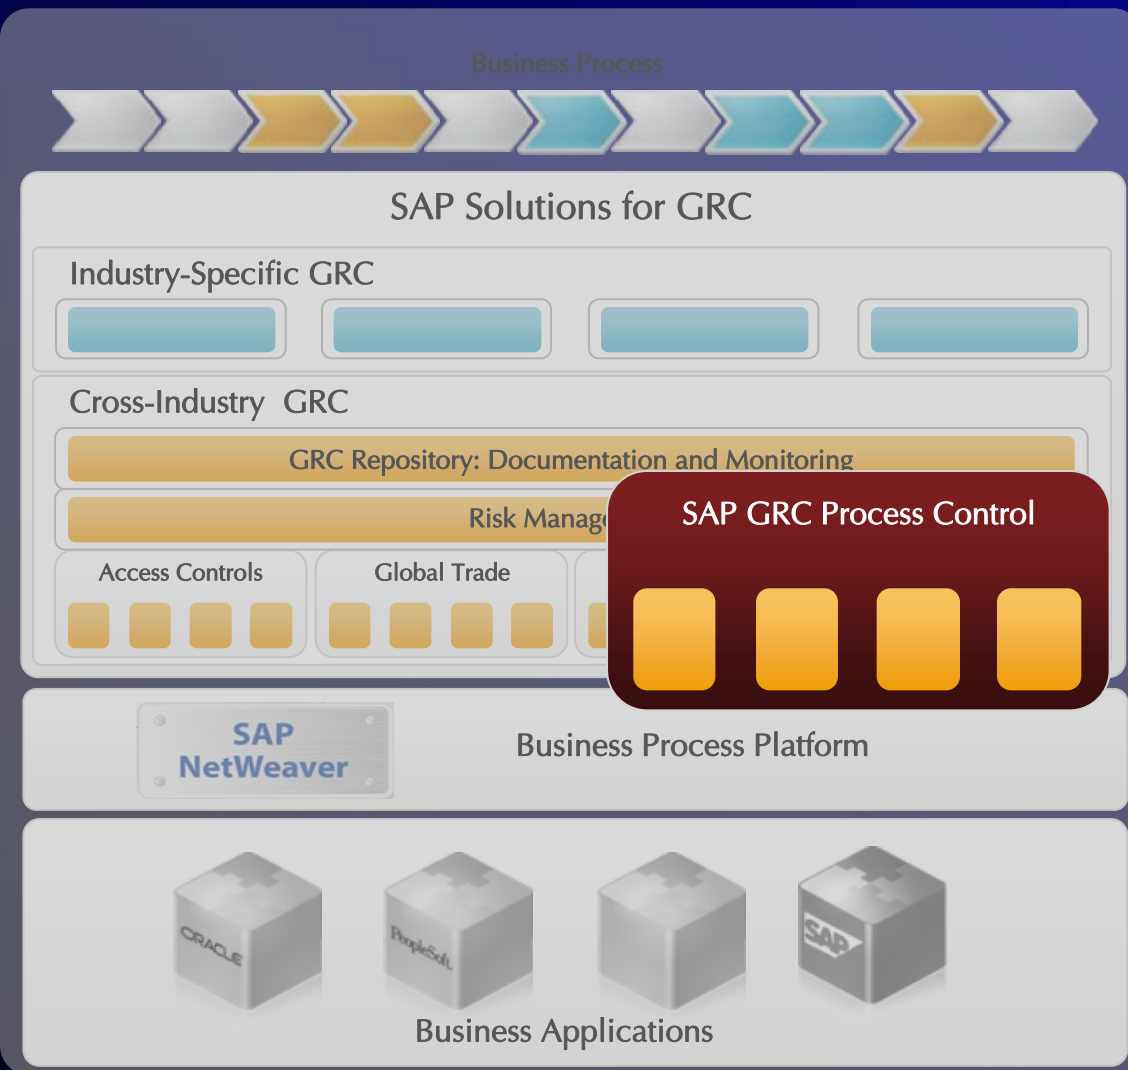 Business Process
SAP Solutions for GRC
Industry-Specific GRC
Cross-Industry GRC
GRC Repository: Documentation and Monitoring
Risk Manage
SAP GRC Process Control
Access Controls
Global Trade
SAP
NetWeaver
Business Process Platform
ORACLE
PeopleSoft.
SAP
Business Applications